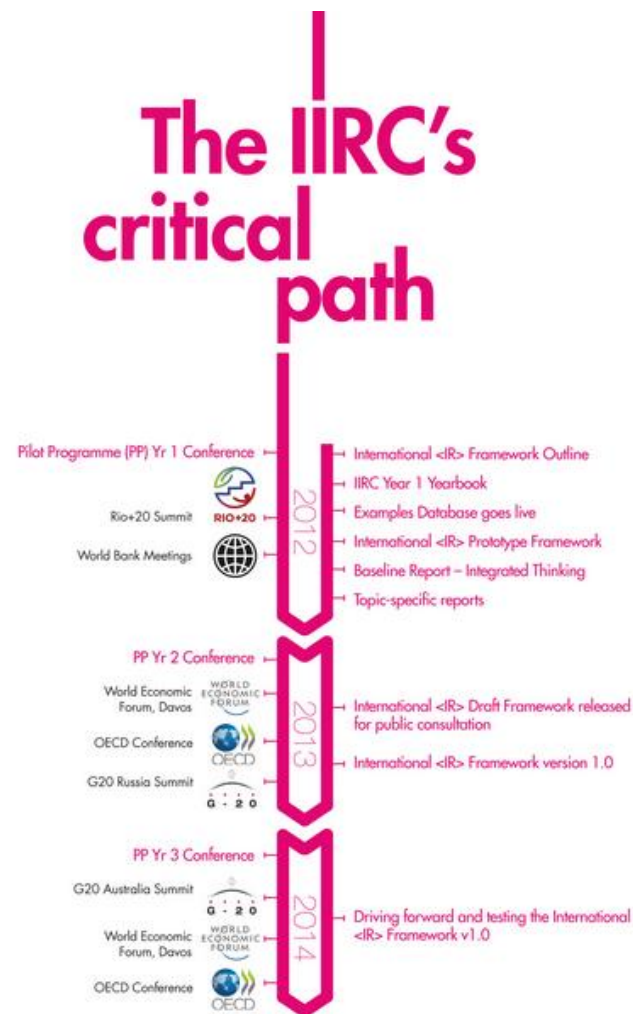 The IIRC's
critical
path
2012
Pilot Programme (PP) Yr 1 Conference
RIO+20
Rio+20 Summit
World Bank Meetings
International <IR> Framework Outline
IIRC Year 1 Yearbook
Examples Database goes live
International <IR> Prototype Framework
Baseline Report – Integrated Thinking
Topic-specific reports
2013
PP Yr 2 Conference
World Economic
Forum, Davos
WORLD
ECONOMIC
FORUM
OECD Conference
OECD
G20 Russia Summit
G-20
International <IR> Draft Framework released
for public consultation
International <IR> Framework version 1.0
2014
PP Yr 3 Conference
G20 Australia Summit
G-20
World Economic
Forum, Davos
WORLD
ECONOMIC
FORUM
OECD Conference
OECD
Driving forward and testing the International
<IR> Framework v1.0